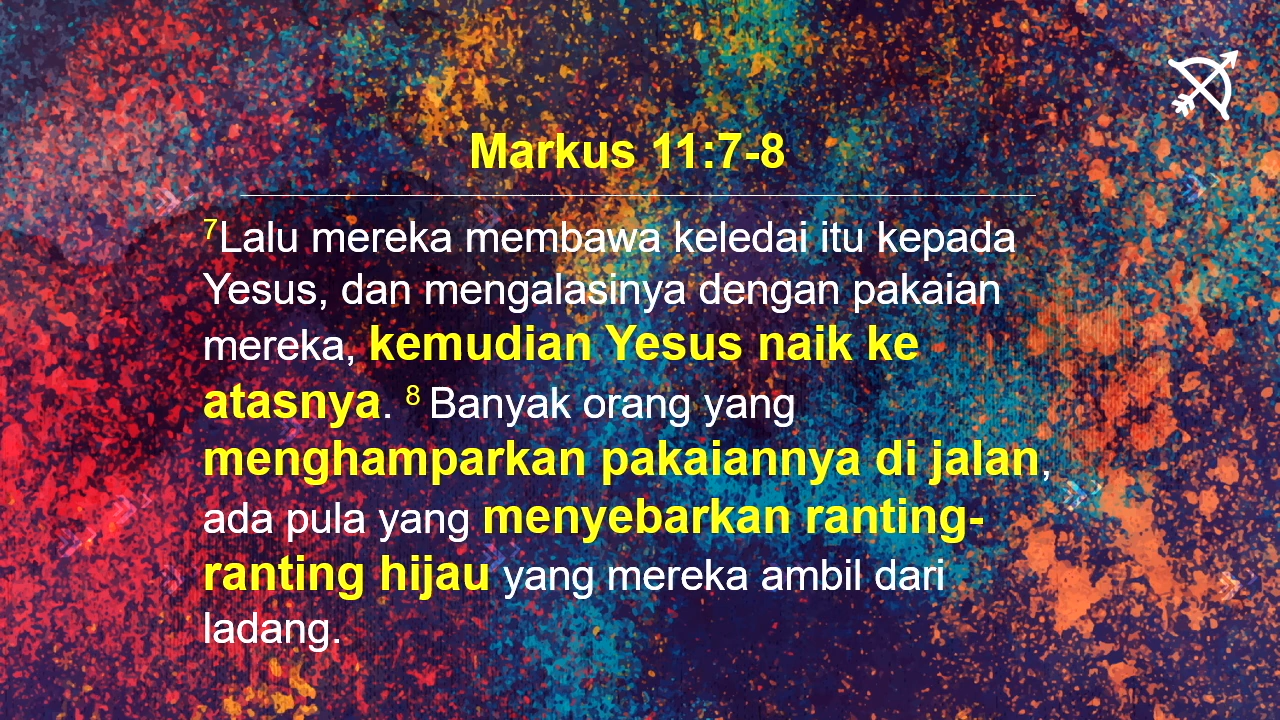 Markus 11:7-8
7Lalu mereka membawa keledai itu kepada
Yesus, dan mengalasinya dengan pakaian
mereka, kemudian Yesus naik ke
atasnya. 8 Banyak orang yang
menghamparkan pakaiannya di jalan,
ada pula yang menyebarkan ranting-
ranting hijau yang mereka ambil dari
ladang.